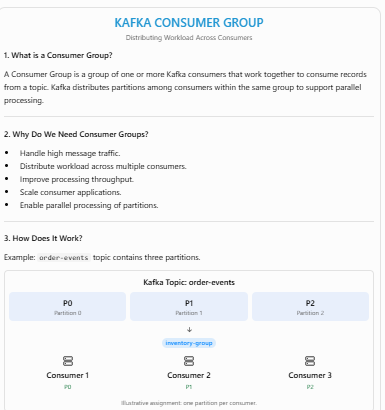 KAFKA CONSUMER GROUP
Distributing Workload Across Consumers
1. What is a Consumer Group?
A Consumer Group is a group of one or more Kafka consumers that work together to consume records
from a topic. Kafka distributes partitions among consumers within the same group to support parallel
processing.
2. Why Do We Need Consumer Groups?
• Handle high message traffic.
• Distribute workload across multiple consumers.
• Improve processing throughput.
• Scale consumer applications.
• Enable parallel processing of partitions.
3. How Does It Work?
Example: order-events topic contains three partitions.
Kafka Topic: order-events
P0 P1 P2
Partition 0 Partition 1 Partition 2
↓
inventory-group
Consumer 1 Consumer 2 Consumer 3
P0 P1 P2
Illustrative assignment: one partition per consumer.